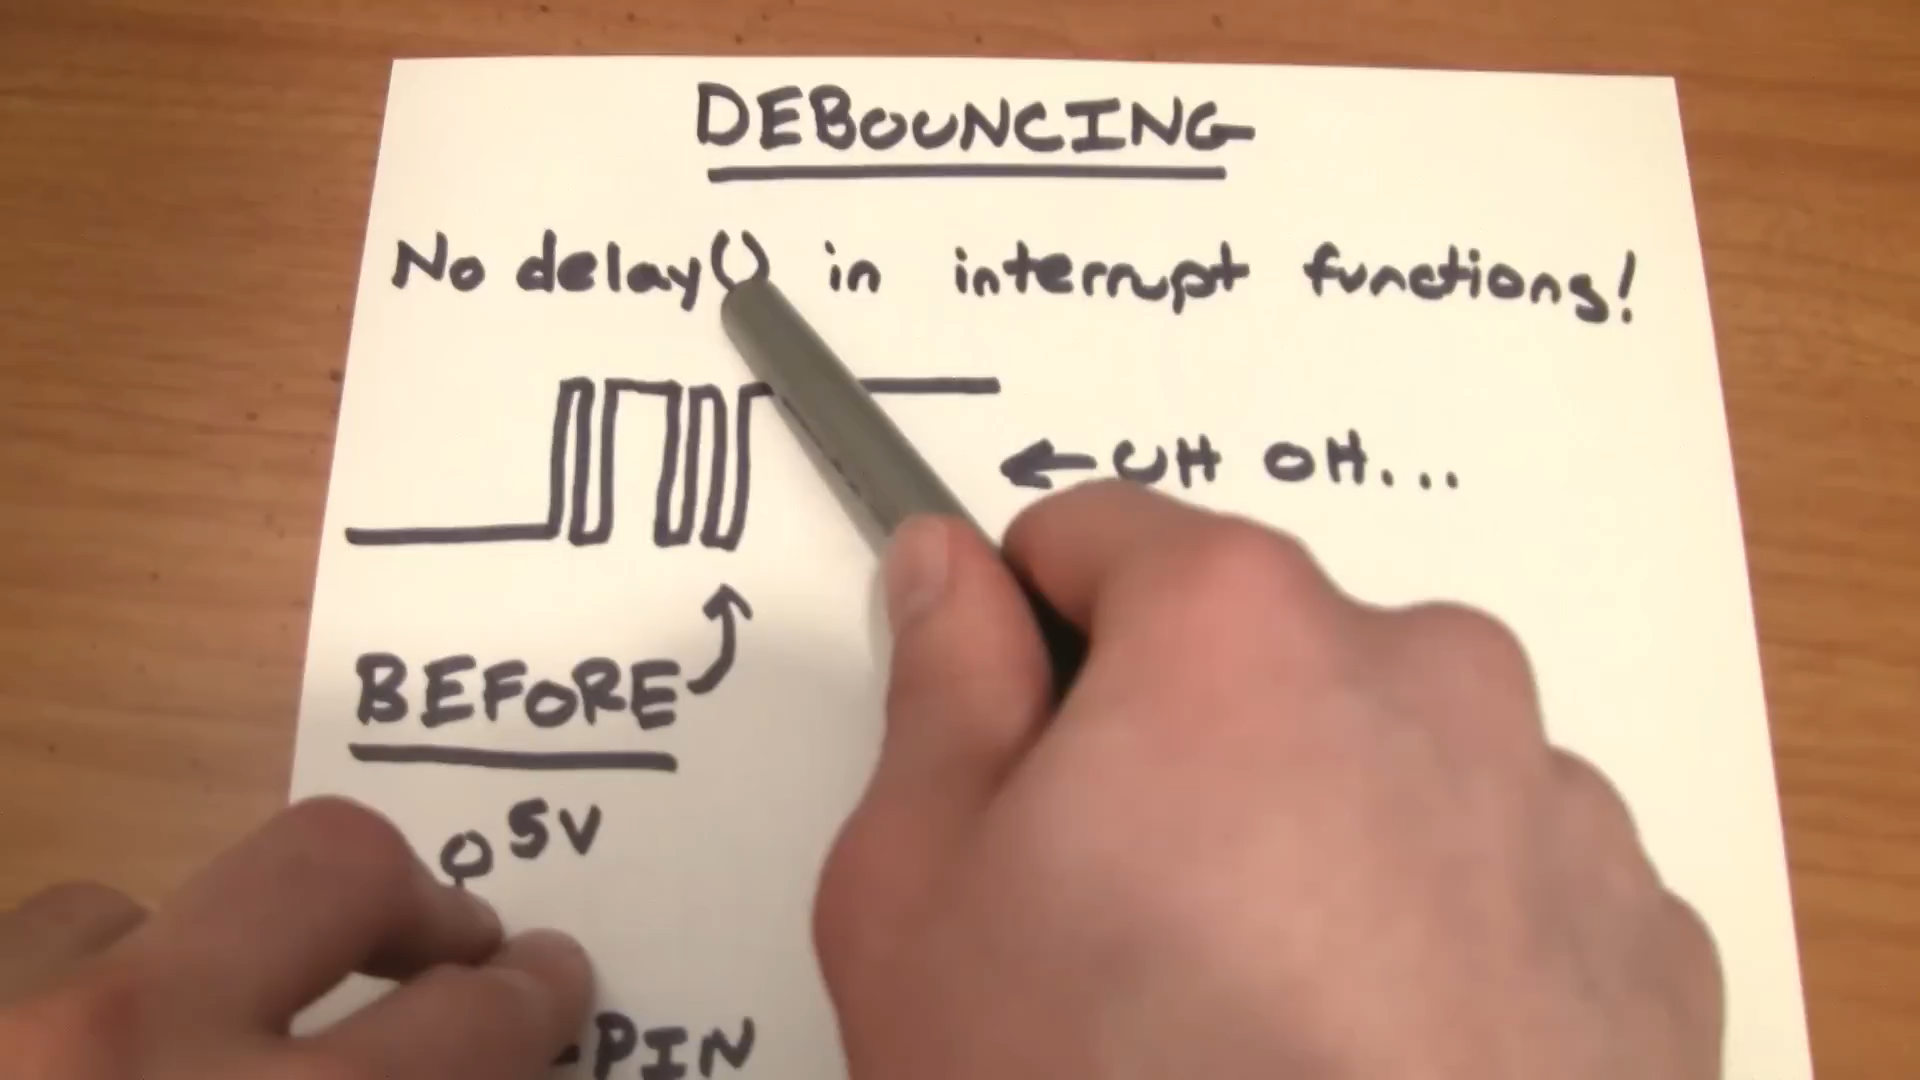 DEBOUNCING
No delay() in interrupt functions!
← UH OH...
BEFORE
5V
PIN